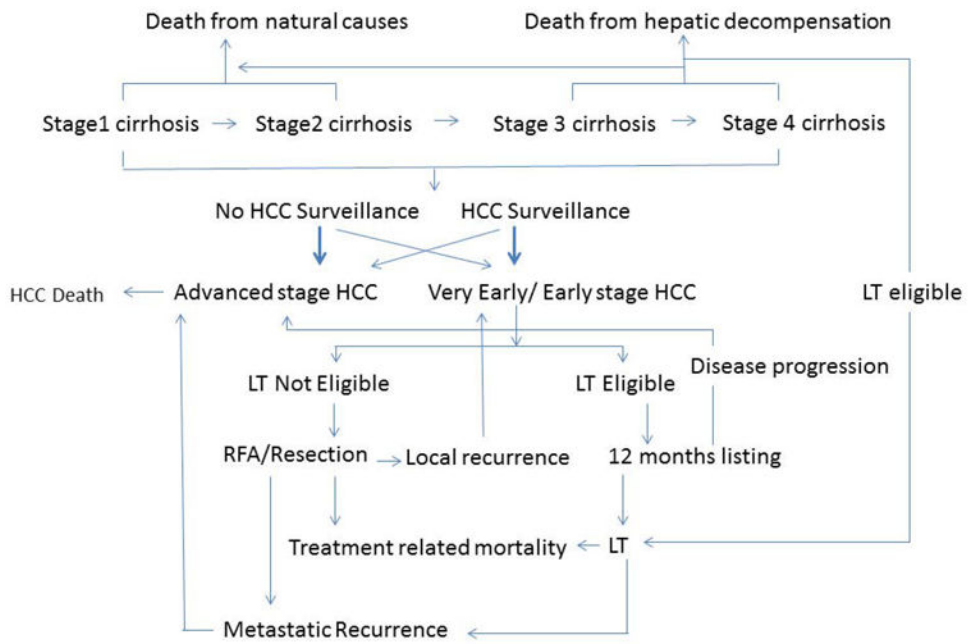 Death from natural causes
Death from hepatic decompensation
Stage1 cirrhosis
Stage2 cirrhosis
Stage 3 cirrhosis
Stage 4 cirrhosis
No HCC Surveillance
HCC Surveillance
HCC Death
Advanced stage HCC
Very Early/ Early stage HCC
LT eligible
LT Not Eligible
LT Eligible
Disease progression
RFA/Resection
Local recurrence
12 months listing
Treatment related mortality
LT
Metastatic Recurrence